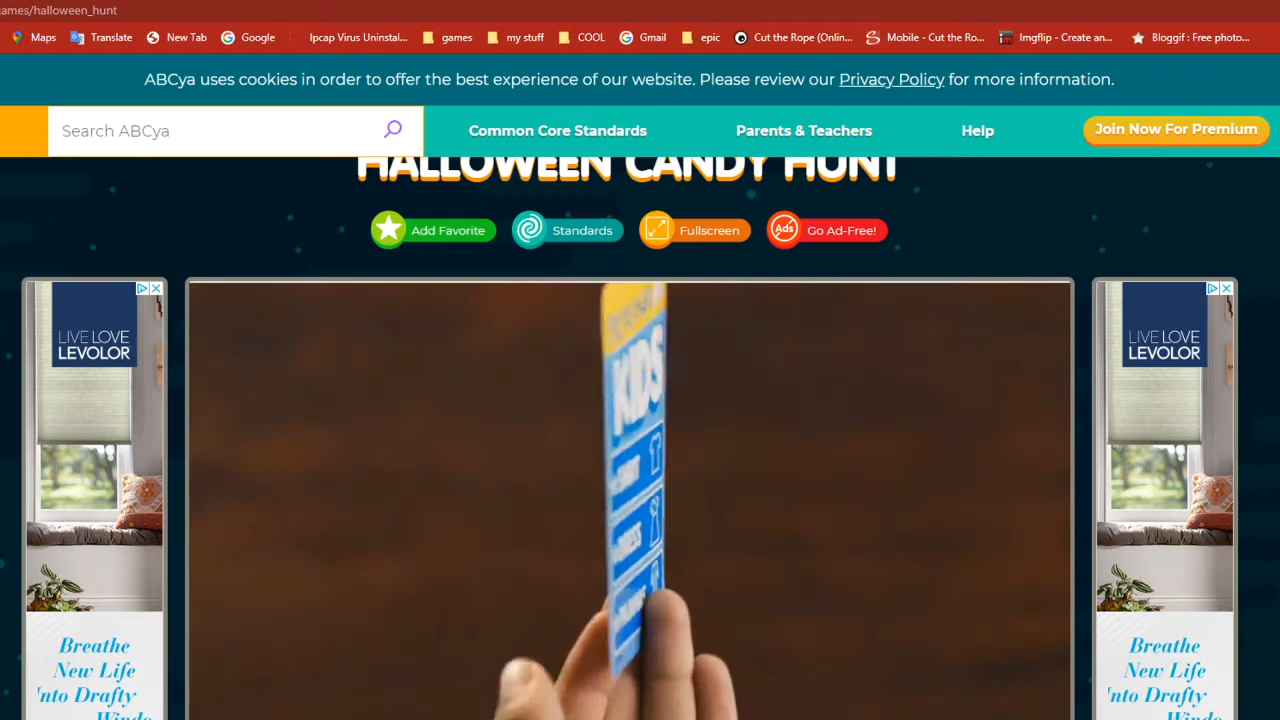 ames/halloween_hunt
Maps Translate New Tab Google Ipcap Virus Uninstal... games my stuff COOL Gmail epic Cut the Rope (Onlin... Mobile - Cut the Ro... Imgflip - Create an... Bloggif : Free photo...
ABCya uses cookies in order to offer the best experience of our website. Please review our Privacy Policy for more information.
Search ABCya Common Core Standards Parents & Teachers Help Join Now For Premium
HALLOWEEN CANDY HUNT
Add Favorite Standards Fullscreen Ads Go Ad-Free!
LIVE LOVE
LEVOLOR
Breathe
New Life
'nto Drafty
KIDS
LIVE LOVE
LEVOLOR
Breathe
New Life
'nto Drafty